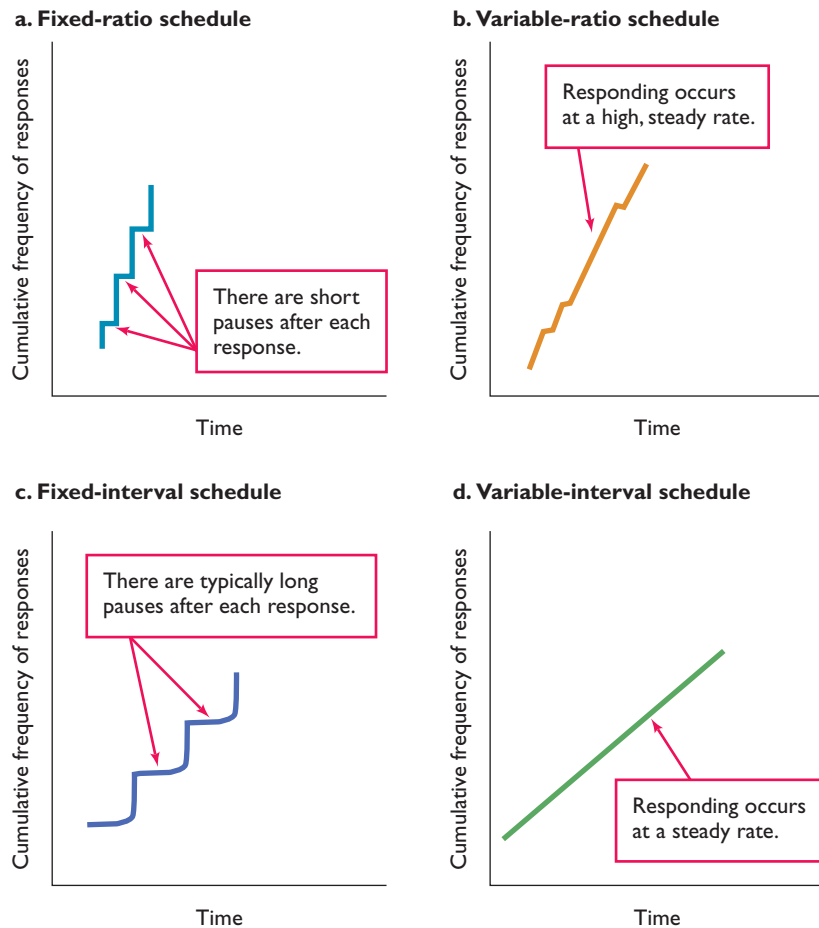 a. Fixed-ratio schedule
Cumulative frequency of responses
There are short
pauses after each
response.
Time
b. Variable-ratio schedule
Cumulative frequency of responses
Responding occurs
at a high, steady rate.
Time
c. Fixed-interval schedule
Cumulative frequency of responses
There are typically long
pauses after each response.
Time
d. Variable-interval schedule
Cumulative frequency of responses
Responding occurs
at a steady rate.
Time